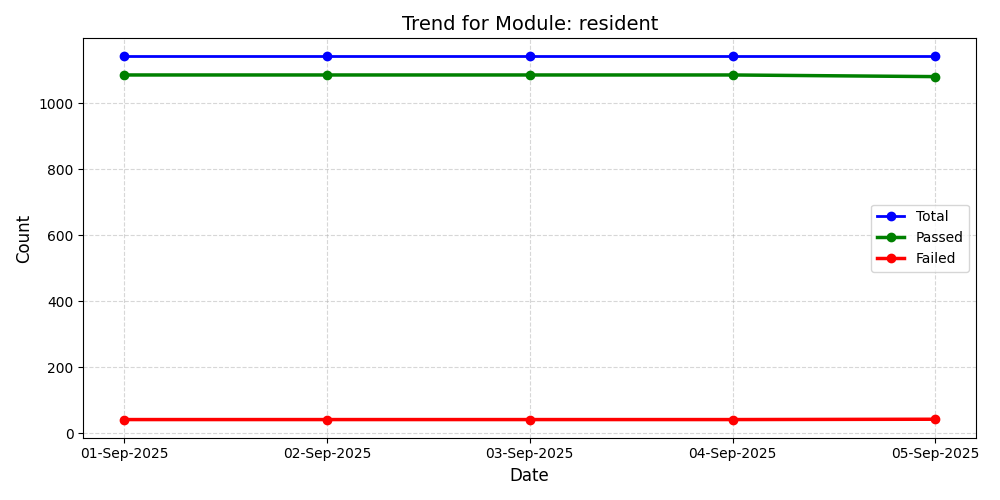 Trend for Module: resident
Count
1000
800
600
400
200
0
Total
Passed
Failed
01-Sep-2025
02-Sep-2025
03-Sep-2025
04-Sep-2025
05-Sep-2025
Date